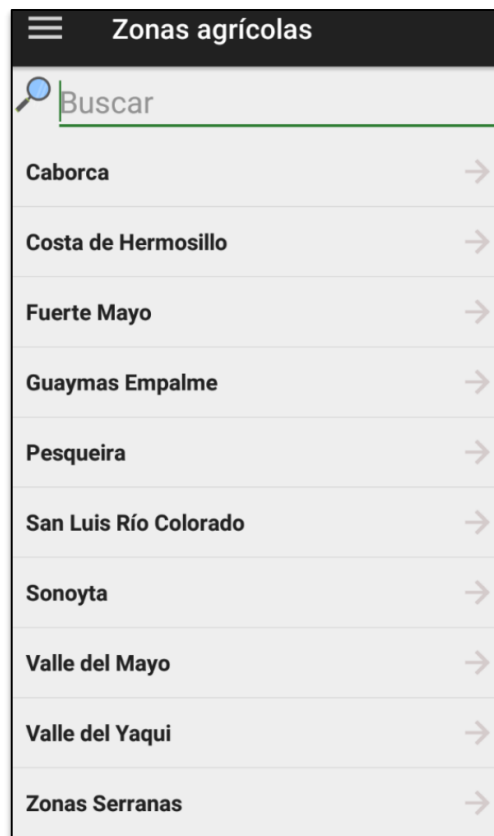 Zonas agrícolas
Buscar
Caborca
Costa de Hermosillo
Fuerte Mayo
Guaymas Empalme
Pesqueira
San Luis Río Colorado
Sonoyta
Valle del Mayo
Valle del Yaqui
Zonas Serranas